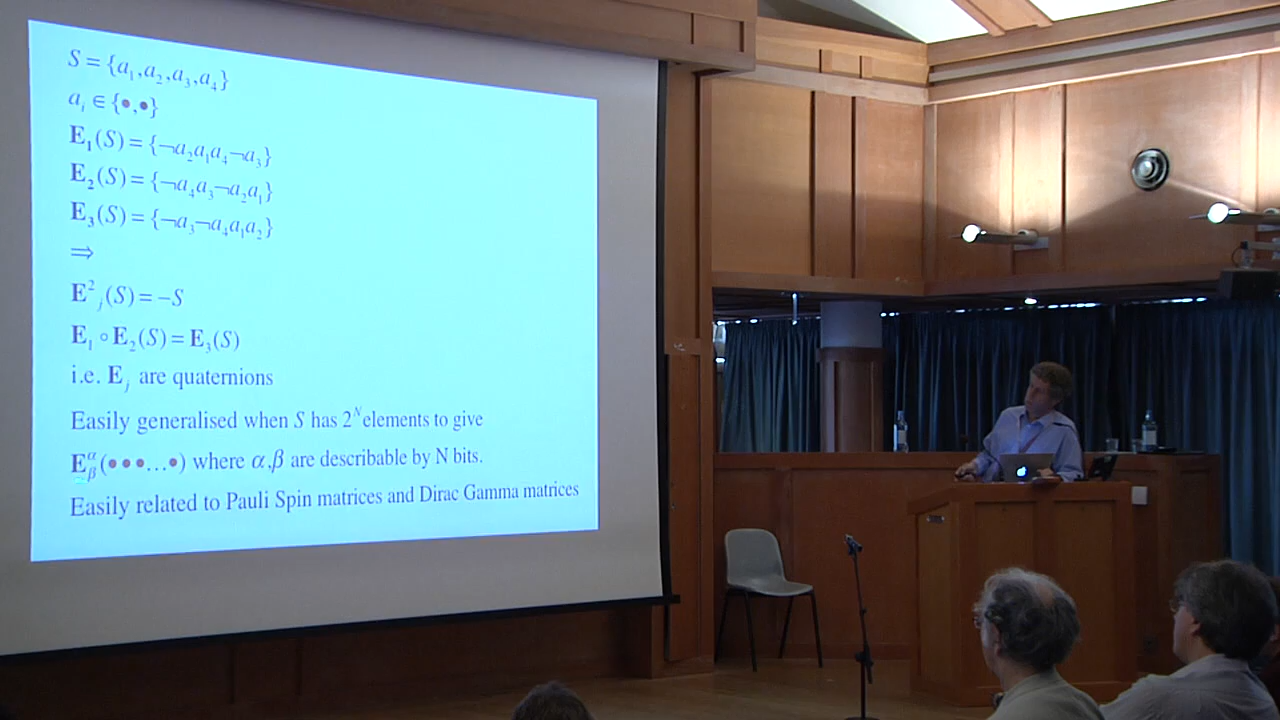 S = {a₁,a₂,a₃,a₄}
aᵢ ∈ {•,•}
E₁(S) = {¬a₂a₁a₄¬a₃}
E₂(S) = {¬a₄a₃¬a₂a₁}
E₃(S) = {¬a₃¬a₄a₁a₂}
⇒
E²ⱼ(S) = −S
E₁∘E₂(S) = E₃(S)
i.e. Eⱼ are quaternions
Easily generalised when S has 2ᴺ elements to give
E^α_β(•••…•) where α,β are describable by N bits.
Easily related to Pauli Spin matrices and Dirac Gamma matrices